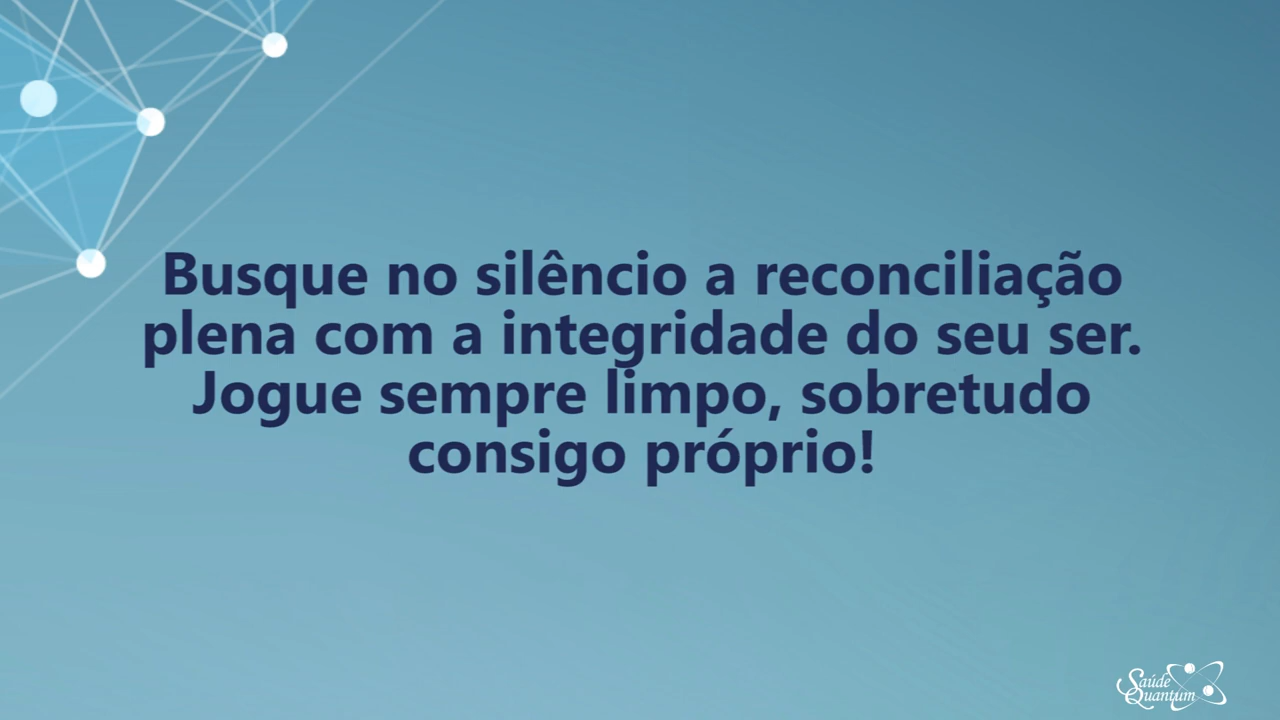 Busque no silêncio a reconciliação
plena com a integridade do seu ser.
Jogue sempre limpo, sobretudo
consigo próprio!
Saúde
Quantum